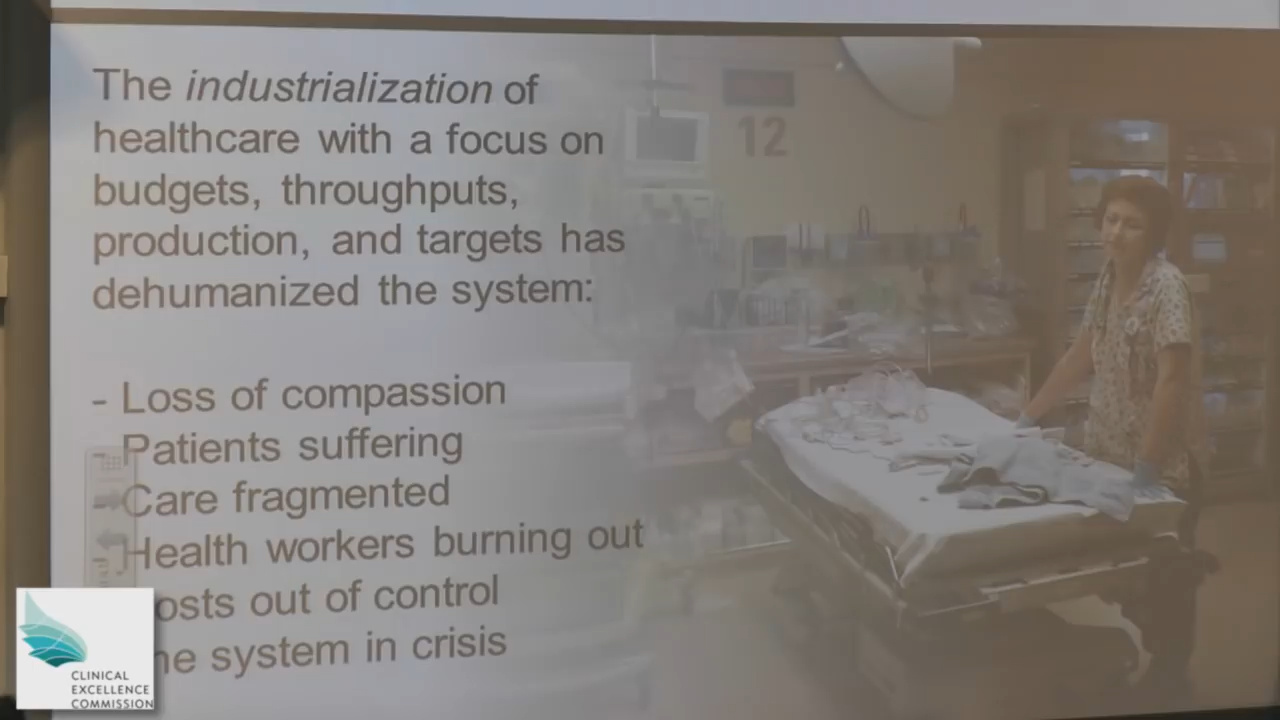 The industrialization of
healthcare with a focus on
budgets, throughputs,
production, and targets has
dehumanized the system:
- Loss of compassion
- Patients suffering
- Care fragmented
- Health workers burning out
osts out of control
he system in crisis
12
CLINICAL
EXCELLENCE
COMMISSION